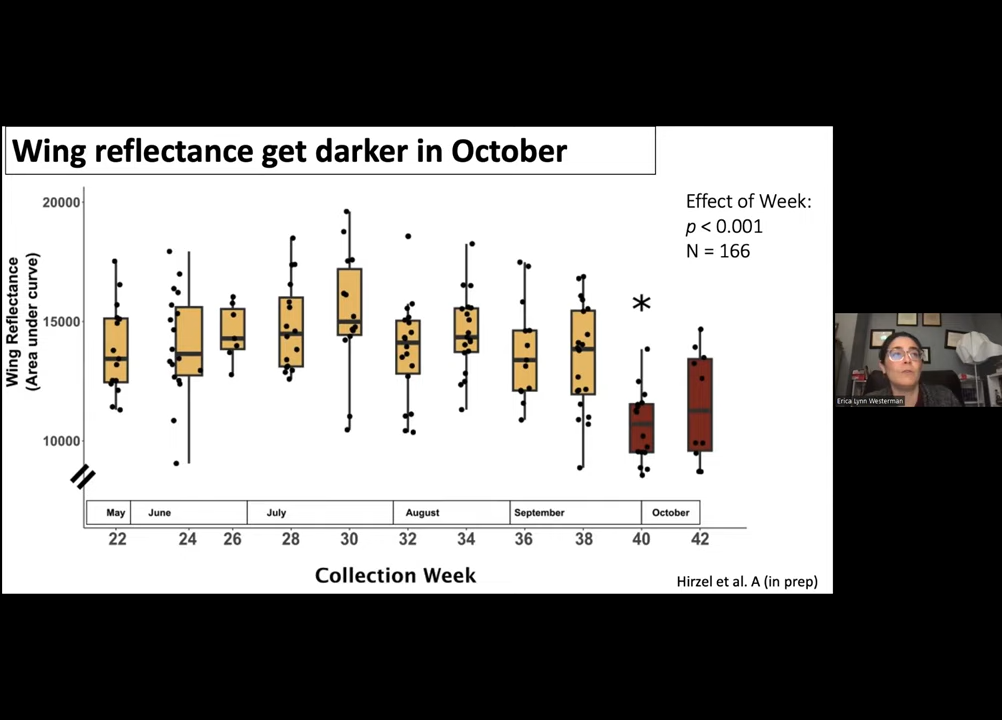 Wing reflectance get darker in October
Effect of Week:
p < 0.001
N = 166
Wing Reflectance
(Area under curve)
20000
15000
10000
*
May June July August September October
22 24 26 28 30 32 34 36 38 40 42
Collection Week
Hirzel et al. A (in prep)
Erica Lynn Westerman